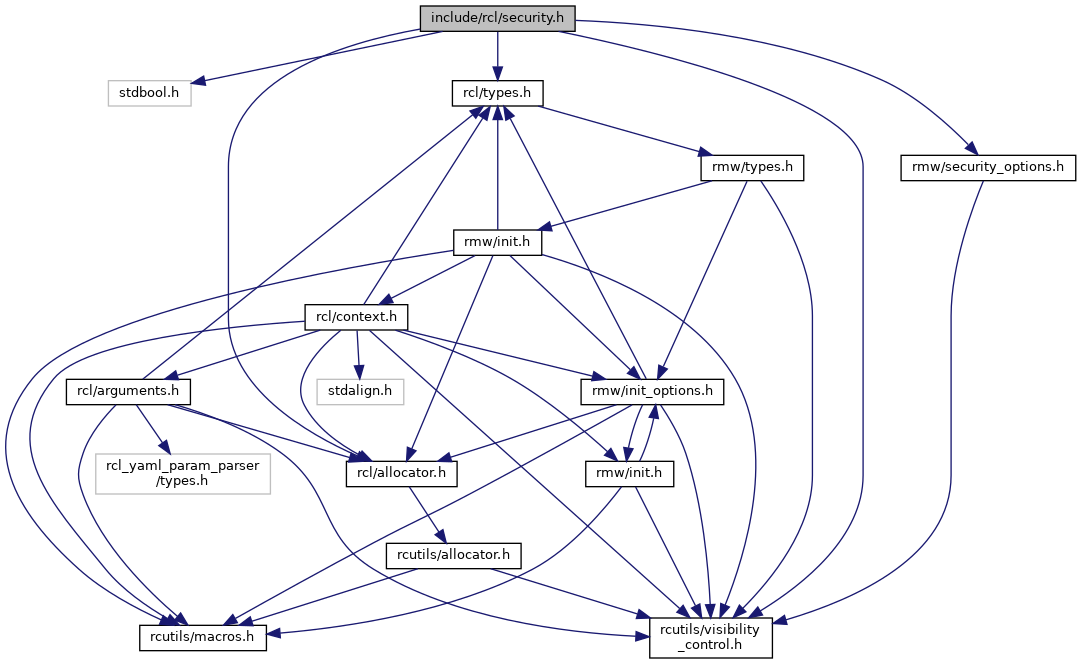 include/rcl/security.h
stdbool.h
rcl/types.h
rmw/types.h
rmw/security_options.h
rmw/init.h
rcl/context.h
rcl/arguments.h
stdalign.h
rmw/init_options.h
rcl_yaml_param_parser
/types.h
rcl/allocator.h
rmw/init.h
rcutils/allocator.h
rcutils/macros.h
rcutils/visibility
_control.h